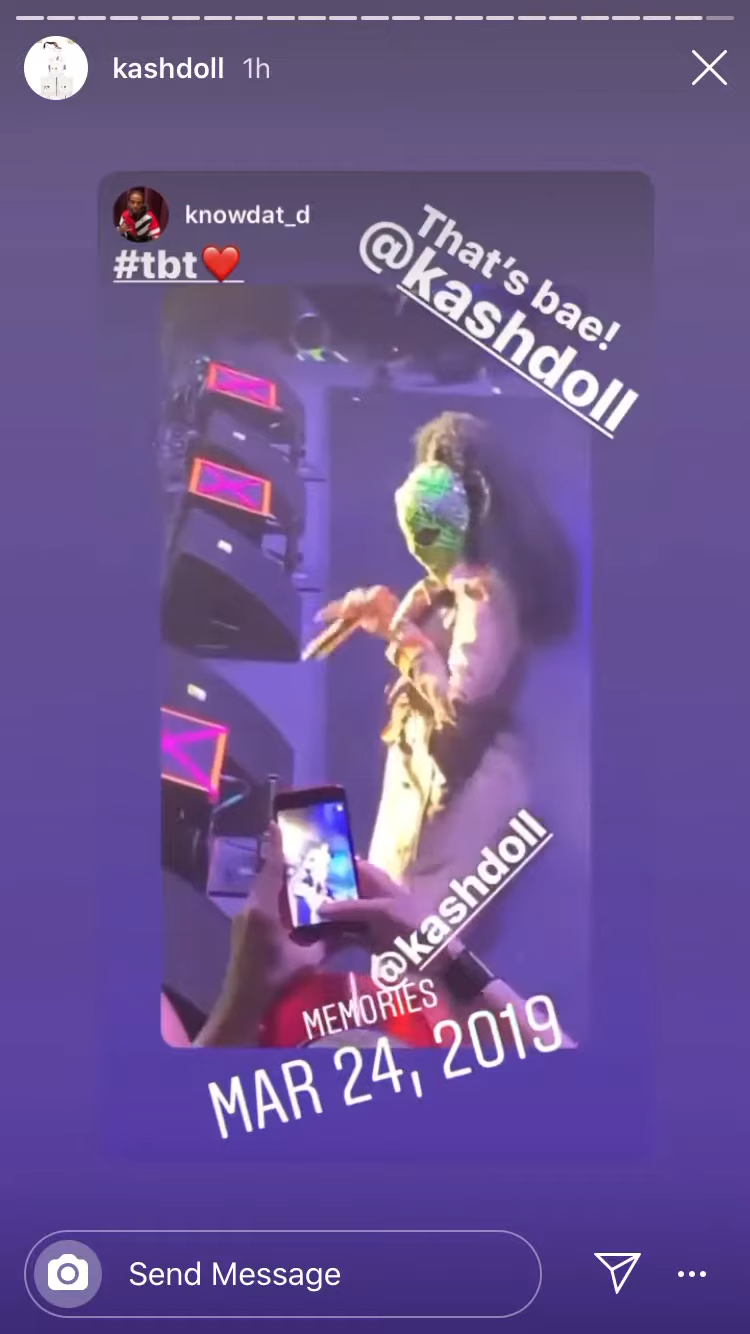 kashdoll 1h
knowdat_d
#tbt❤️
That's bae!
@kashdoll
@kashdoll
MEMORIES
MAR 24, 2019
Send Message